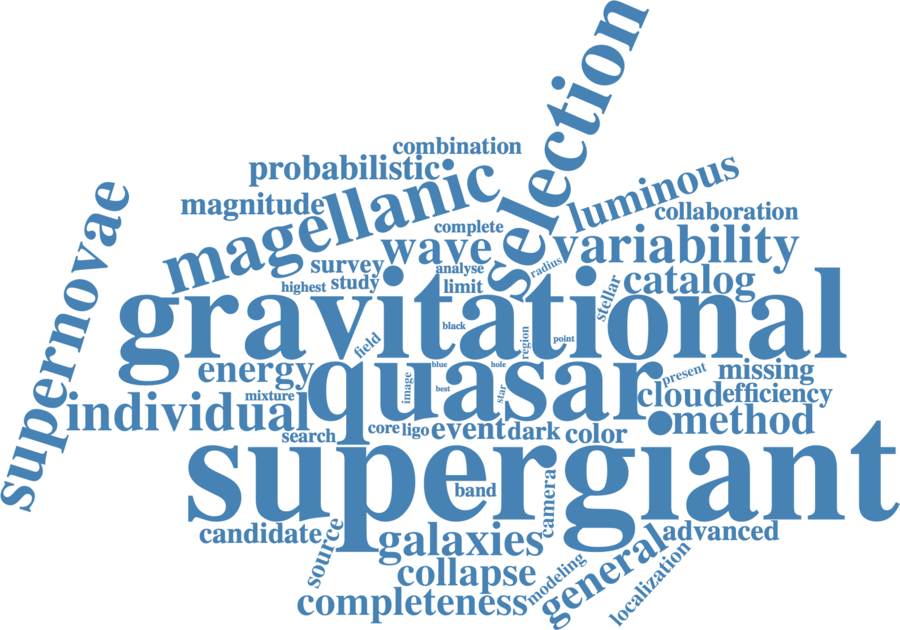 selection
combination
probabilistic
luminous
magellanic
supernovae
magnitude
collaboration
complete
wave
variability
survey
analyse
radius
catalog
highest
study
limit
stellar
gravitational
black
region
point
field
energy
quasar
blue
hole
present
missing
image
best
star
mixture
cloud
efficiency
individual
method
search
core
ligo
event
dark
color
supergiant
band
camera
candidate
source
galaxies
advanced
general
collapse
modeling
localization
completeness